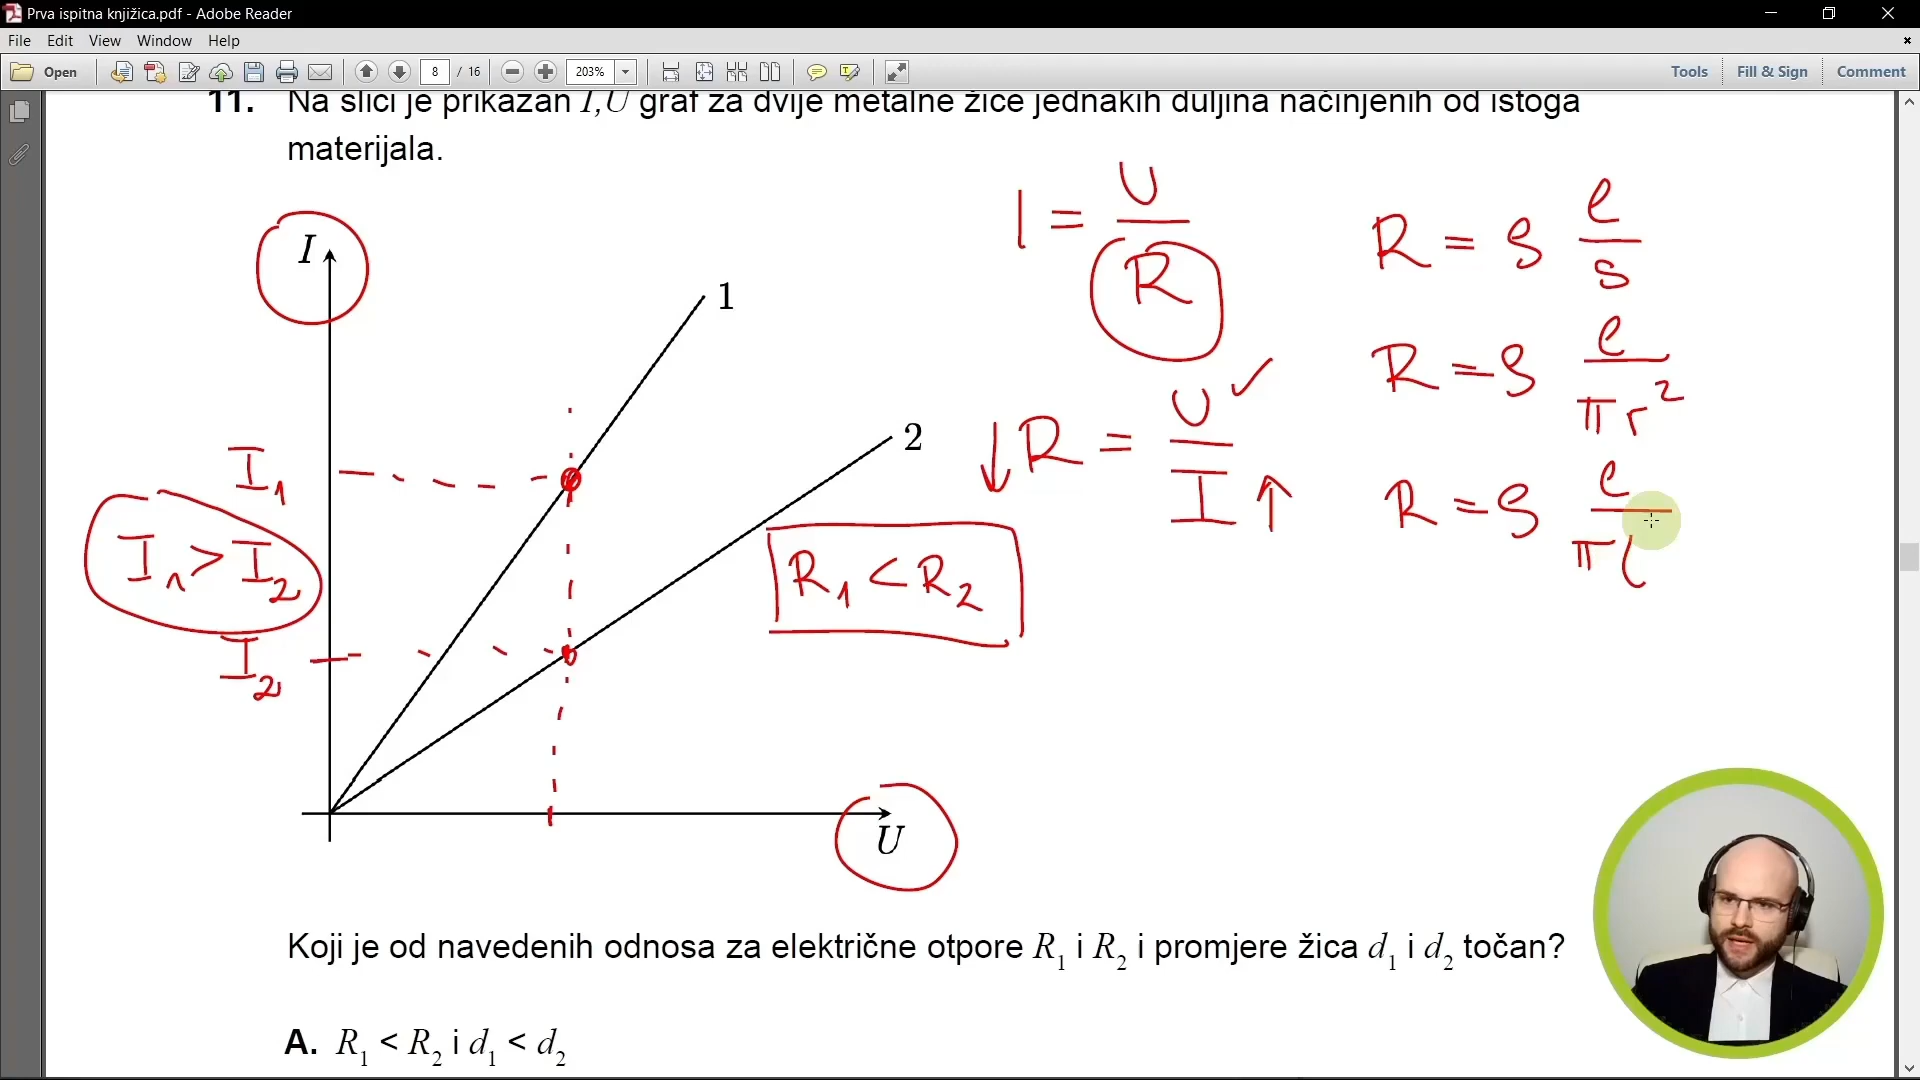 Prva ispitna knjižica.pdf - Adobe Reader
File Edit View Window Help
Open 8 / 16 203% Tools Fill & Sign Comment
11. Na slici je prikazan I,U graf za dvije metalne žice jednakih duljina načinjenih od istoga
materijala.
I
1
2
U
I₁
I₁ > I₂
I₂
R₁ < R₂
I = U / R
↓ R = U ✓ / I ↑
R = ρ l / S
R = ρ l / π r²
R = ρ l / π (
Koji je od navedenih odnosa za električne otpore R₁ i R₂ i promjere žica d₁ i d₂ točan?
A. R₁ < R₂ i d₁ < d₂